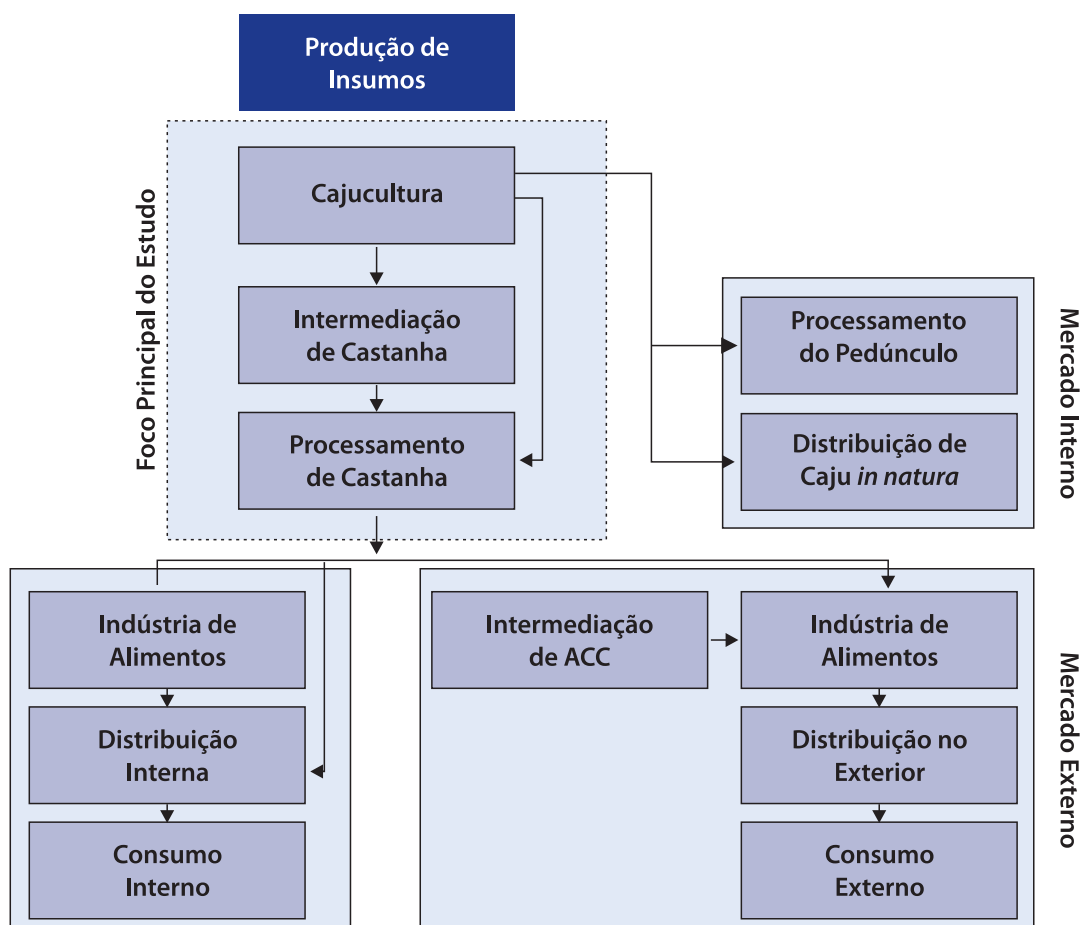 Produção de
Insumos
Foco Principal do Estudo
Cajucultura
Intermediação
de Castanha
Processamento
de Castanha
Processamento
do Pedúnculo
Distribuição de
Caju in natura
Mercado Interno
Indústria de
Alimentos
Distribuição
Interna
Consumo
Interno
Intermediação
de ACC
Indústria de
Alimentos
Distribuição no
Exterior
Consumo
Externo
Mercado Externo